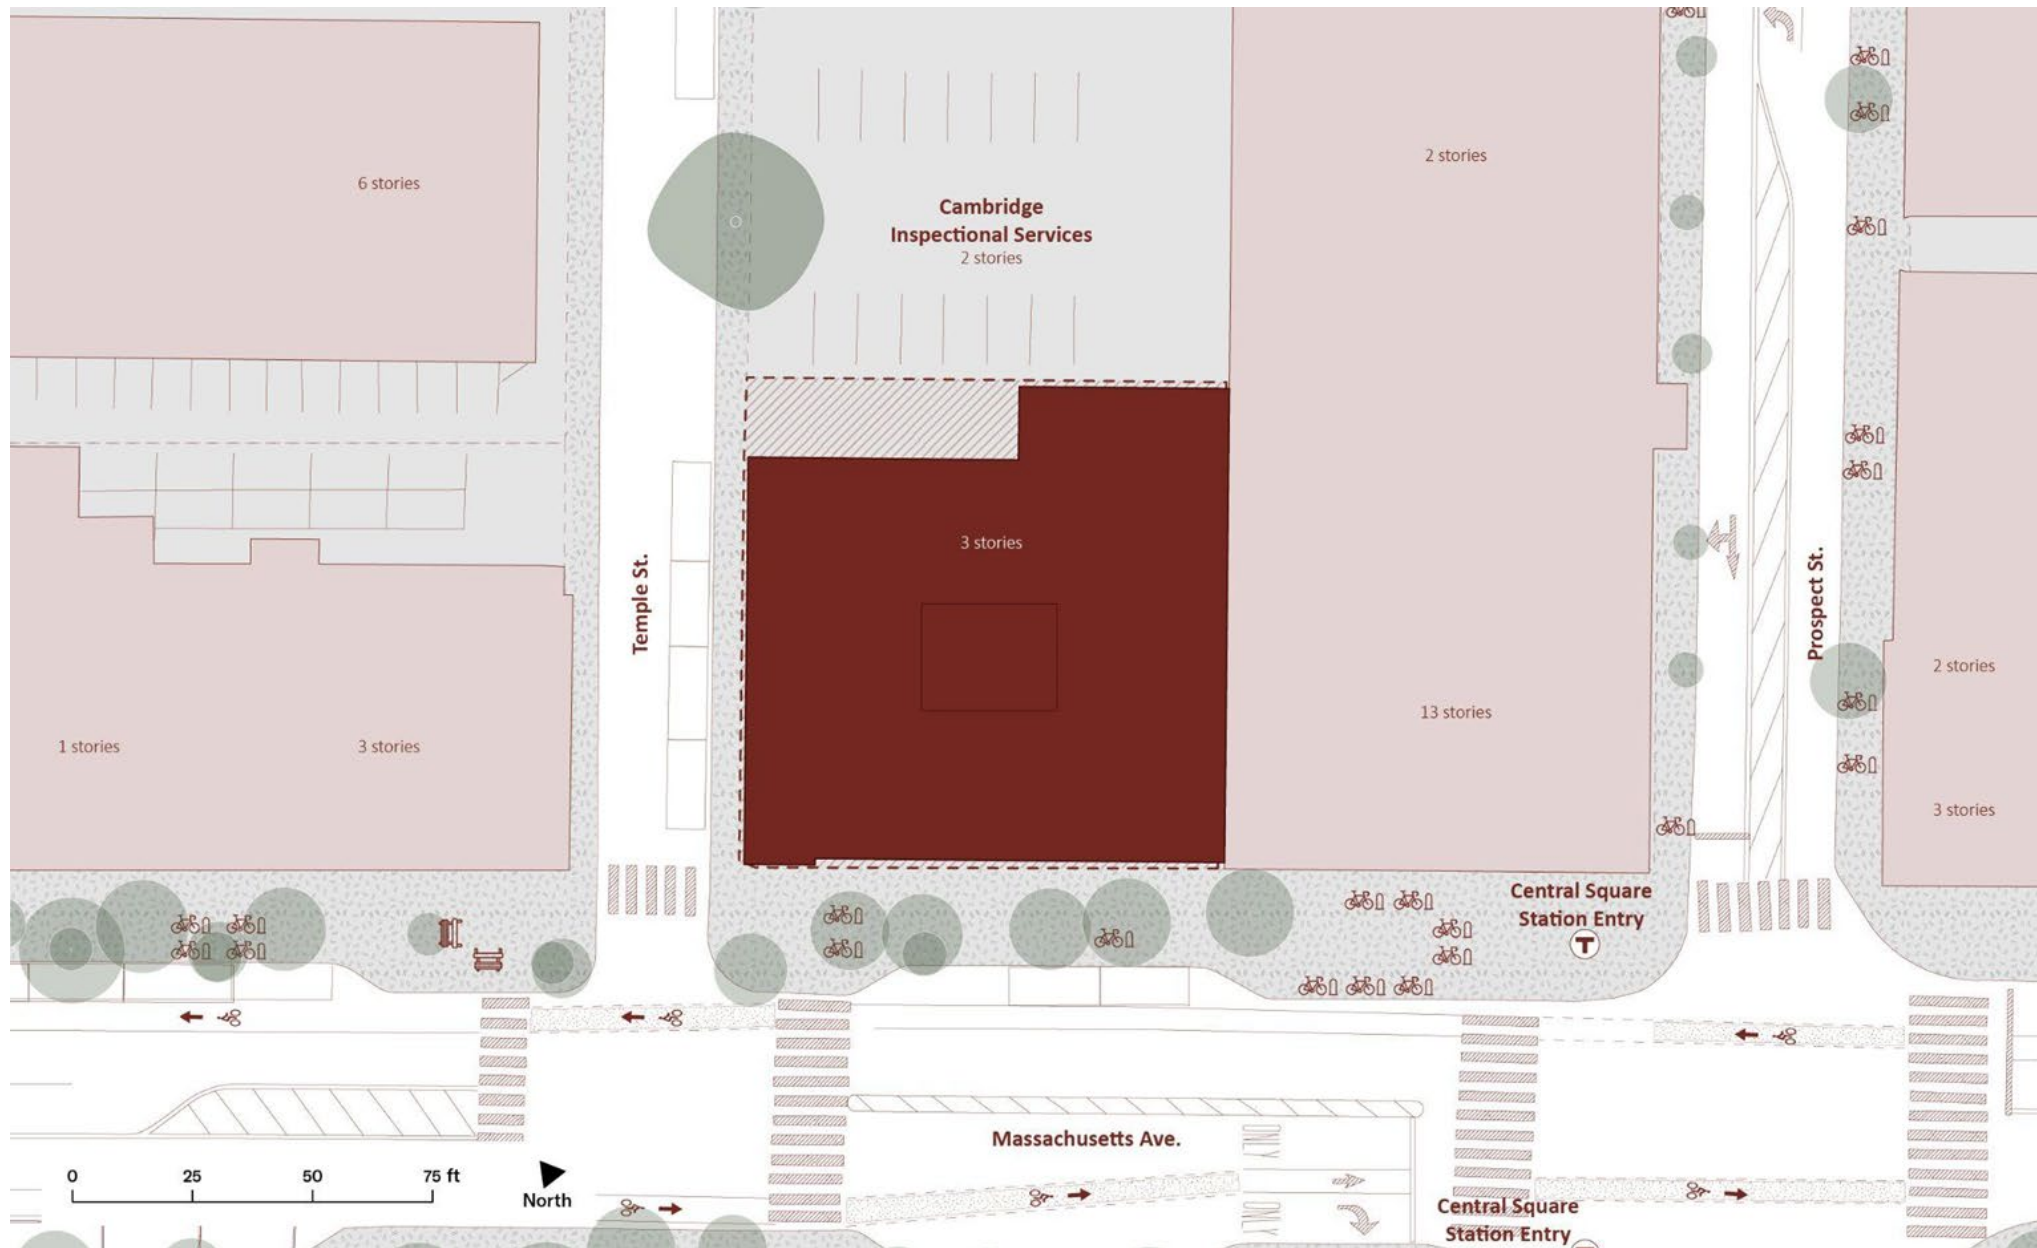 6 stories
2 stories
Cambridge
Inspectional Services
2 stories
3 stories
Temple St.
Prospect St.
2 stories
13 stories
1 stories
3 stories
3 stories
Central Square
Station Entry
T
Massachusetts Ave.
ONLY
ONLY
0 25 50 75 ft
North
Central Square
Station Entry